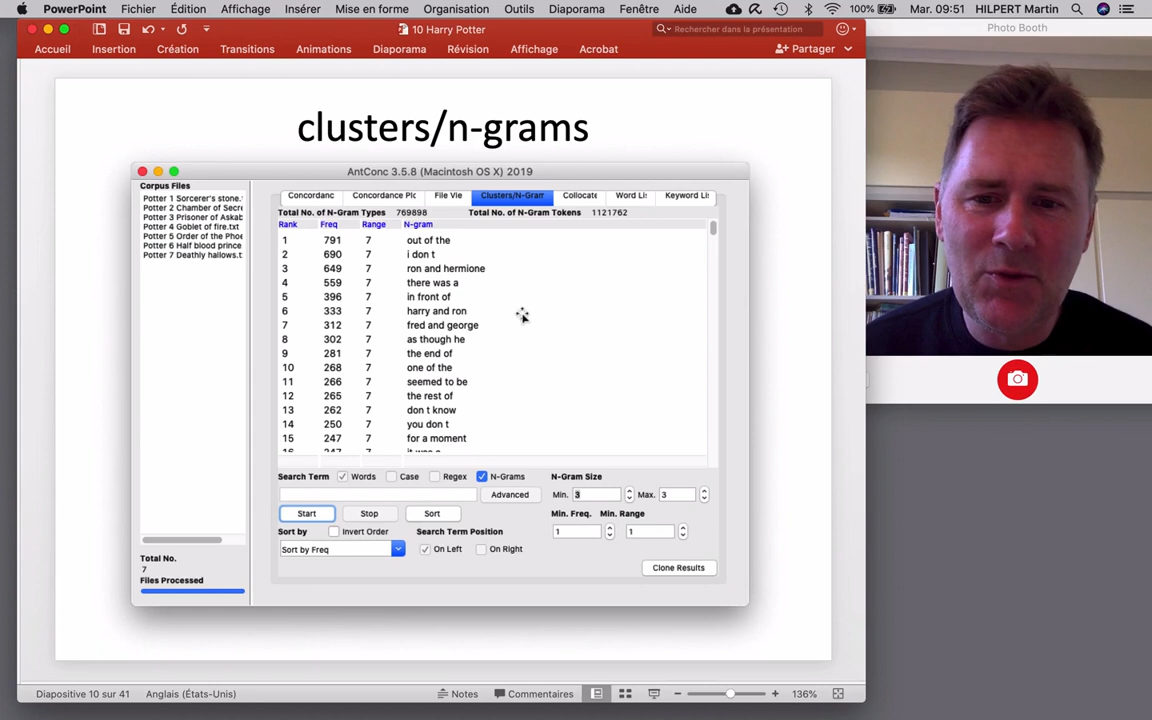 PowerPoint Fichier Édition Affichage Insérer Mise en forme Organisation Outils Diaporama Fenêtre Aide 100% Mar. 09:51 HILPERT Martin
10 Harry Potter
Rechercher dans la présentation
Photo Booth
Accueil Insertion Création Transitions Animations Diaporama Révision Affichage Acrobat Partager
clusters/n-grams
AntConc 3.5.8 (Macintosh OS X) 2019
Corpus Files
Potter 1 Sorcerer's stone.
Potter 2 Chamber of Secre
Potter 3 Prisoner of Askab
Potter 4 Goblet of fire.txt
Potter 5 Order of the Phoe
Potter 6 Half blood prince
Potter 7 Deathly hallows.t
Total No.
7
Files Processed
Concordanc Concordance Plc File Vie Clusters/N-Gram Collocate Word Li Keyword Li
Total No. of N-Gram Types 769898 Total No. of N-Gram Tokens 1121762
Rank Freq Range N-gram
1 791 7 out of the
2 690 7 i don t
3 649 7 ron and hermione
4 559 7 there was a
5 396 7 in front of
6 333 7 harry and ron
7 312 7 fred and george
8 302 7 as though he
9 281 7 the end of
10 268 7 one of the
11 266 7 seemed to be
12 265 7 the rest of
13 262 7 don t know
14 250 7 you don t
15 247 7 for a moment
16 247 7 it was a
Search Term Words Case Regex N-Grams N-Gram Size
Advanced Min. 3 Max. 3
Start Stop Sort Min. Freq. Min. Range
Sort by Invert Order Search Term Position 1 1
Sort by Freq On Left On Right
Clone Results
Diapositive 10 sur 41 Anglais (États-Unis) Notes Commentaires 136%